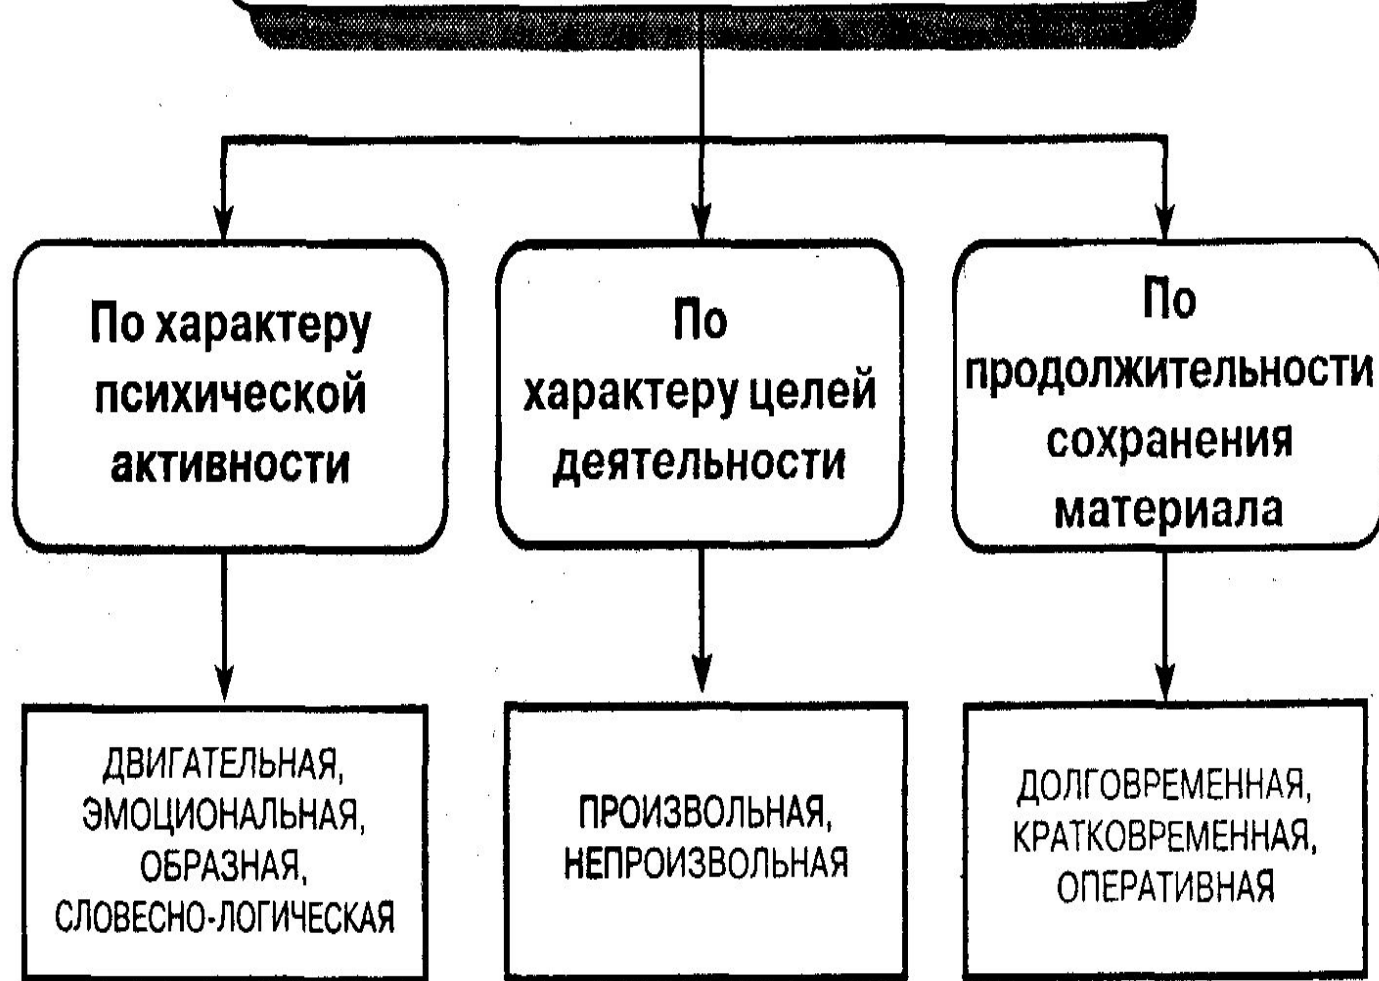 По характеру
психической
активности
По
характеру целей
деятельности
По
продолжительности
сохранения
материала
ДВИГАТЕЛЬНАЯ,
ЭМОЦИОНАЛЬНАЯ,
ОБРАЗНАЯ,
СЛОВЕСНО-ЛОГИЧЕСКАЯ
ПРОИЗВОЛЬНАЯ,
НЕПРОИЗВОЛЬНАЯ
ДОЛГОВРЕМЕННАЯ,
КРАТКОВРЕМЕННАЯ,
ОПЕРАТИВНАЯ